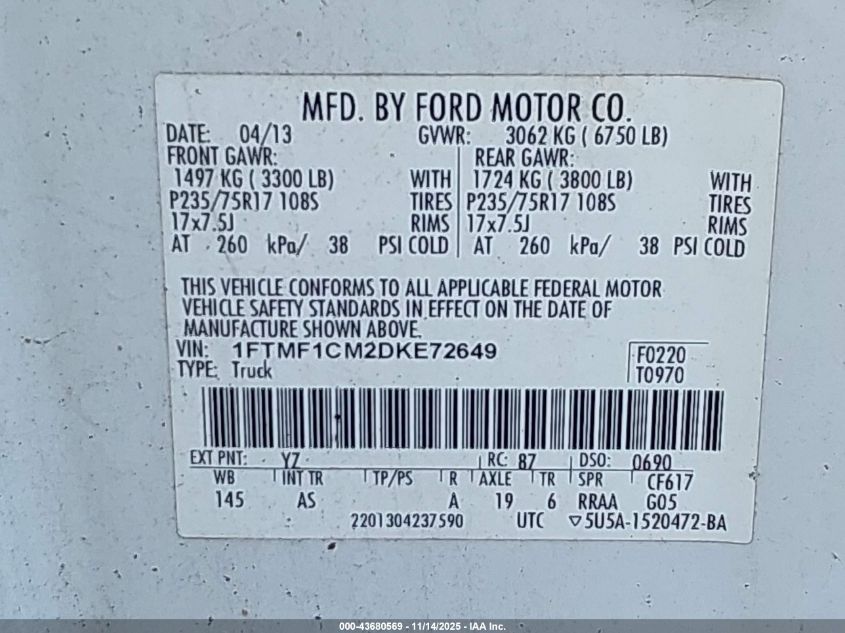 MFD. BY FORD MOTOR CO.
DATE: 04/13 GVWR: 3062 KG ( 6750 LB)
FRONT GAWR: REAR GAWR:
1497 KG ( 3300 LB) WITH 1724 KG ( 3800 LB) WITH
P235/75R17 108S TIRES P235/75R17 108S TIRES
17x7.5J RIMS 17x7.5J RIMS
AT 260 kPa/ 38 PSI COLD AT 260 kPa/ 38 PSI COLD
THIS VEHICLE CONFORMS TO ALL APPLICABLE FEDERAL MOTOR
VEHICLE SAFETY STANDARDS IN EFFECT ON THE DATE OF
MANUFACTURE SHOWN ABOVE.
VIN: 1FTMF1CM2DKE72649 F0220
TYPE: Truck T0970
EXT PNT: YZ RC: 87 DSO: 0690
WB INT TR TP/PS R AXLE TR SPR CF617
145 AS A 19 6 RRAA G05
2201304237590 UTC ▽5U5A-1520472-BA
000-43680569 - 11/14/2025 - IAA Inc.